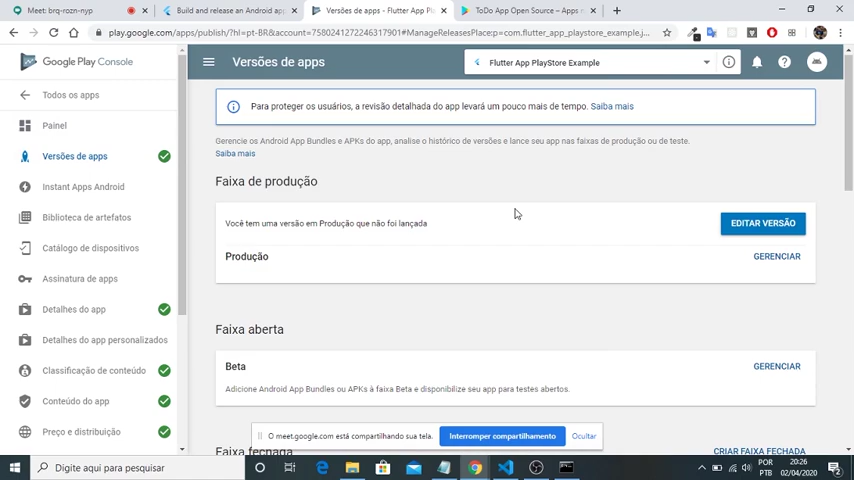 Meet: brq-rozn-nyp
Build and release an Android app
Versões de apps - Flutter App Pl
ToDo App Open Source – Apps n
play.google.com/apps/publish/?hl=pt-BR&account=7580241272246317901#ManageReleasesPlace:p=com.flutter_app_playstore_example.j...
Google Play Console
Versões de apps
Flutter App PlayStore Example
Todos os apps
Painel
Versões de apps
Instant Apps Android
Biblioteca de artefatos
Catálogo de dispositivos
Assinatura de apps
Detalhes do app
Detalhes do app personalizados
Classificação de conteúdo
Conteúdo do app
Preço e distribuição
Para proteger os usuários, a revisão detalhada do app levará um pouco mais de tempo. Saiba mais
Gerencie os Android App Bundles e APKs do app, analise o histórico de versões e lance seu app nas faixas de produção ou de teste.
Saiba mais
Faixa de produção
Você tem uma versão em Produção que não foi lançada
EDITAR VERSÃO
Produção
GERENCIAR
Faixa aberta
Beta
GERENCIAR
Adicione Android App Bundles ou APKs à faixa Beta e disponibilize seu app para testes abertos.
Faixa fechada
CRIAR FAIXA FECHADA
O meet.google.com está compartilhando sua tela.
Interromper compartilhamento
Ocultar
Digite aqui para pesquisar
POR
PTB
20:26
02/04/2020
2